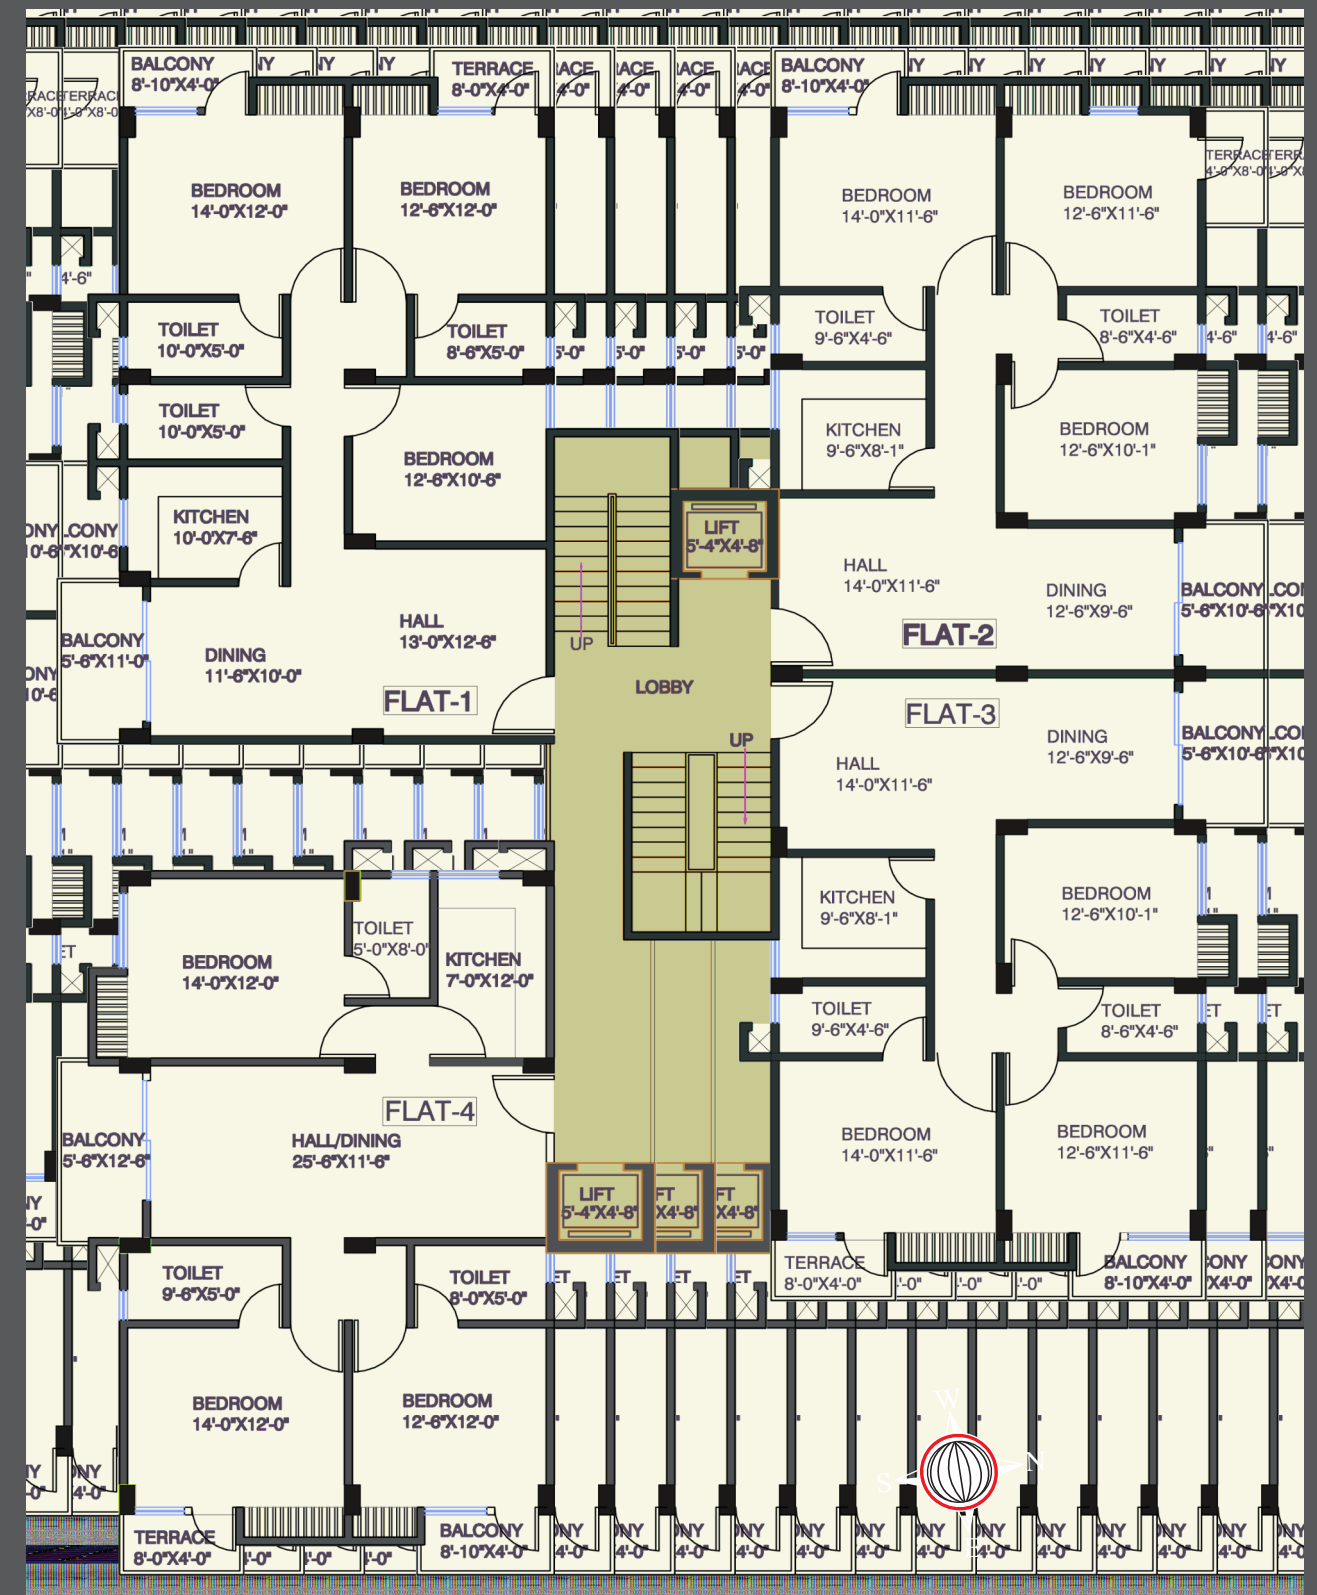 BALCONY
8'-10"X4'-0"
TERRACE
8'-0"X4'-0"
BALCONY
8'-10"X4'-0"
TERRACE
4'-0"X8'-0"
BEDROOM
14'-0"X12'-0"
BEDROOM
12'-6"X12'-0"
BEDROOM
14'-0"X11'-6"
BEDROOM
12'-6"X11'-6"
TOILET
10'-0"X5'-0"
TOILET
8'-6"X5'-0"
TOILET
9'-6"X4'-6"
TOILET
8'-6"X4'-6"
TOILET
10'-0"X5'-0"
BEDROOM
12'-6"X10'-6"
KITCHEN
9'-6"X8'-1"
BEDROOM
12'-6"X10'-1"
KITCHEN
10'-0"X7'-6"
LIFT
5'-4"X4'-8"
HALL
14'-0"X11'-6"
DINING
12'-6"X9'-6"
BALCONY
5'-6"X10'-6"
BALCONY
5'-6"X11'-0"
DINING
11'-6"X10'-0"
HALL
13'-0"X12'-6"
FLAT-1
UP
LOBBY
FLAT-2
FLAT-3
UP
HALL
14'-0"X11'-6"
DINING
12'-6"X9'-6"
BALCONY
5'-6"X10'-6"
KITCHEN
9'-6"X8'-1"
BEDROOM
12'-6"X10'-1"
BEDROOM
14'-0"X12'-0"
TOILET
5'-0"X8'-0"
KITCHEN
7'-0"X12'-0"
TOILET
9'-6"X4'-6"
TOILET
8'-6"X4'-6"
FLAT-4
BALCONY
5'-6"X12'-6"
HALL/DINING
25'-6"X11'-6"
BEDROOM
14'-0"X11'-6"
BEDROOM
12'-6"X11'-6"
LIFT
5'-4"X4'-8"
TERRACE
8'-0"X4'-0"
BALCONY
8'-10"X4'-0"
TOILET
9'-6"X5'-0"
TOILET
8'-0"X5'-0"
BEDROOM
14'-0"X12'-0"
BEDROOM
12'-6"X12'-0"
W
S
N
TERRACE
8'-0"X4'-0"
BALCONY
8'-10"X4'-0"